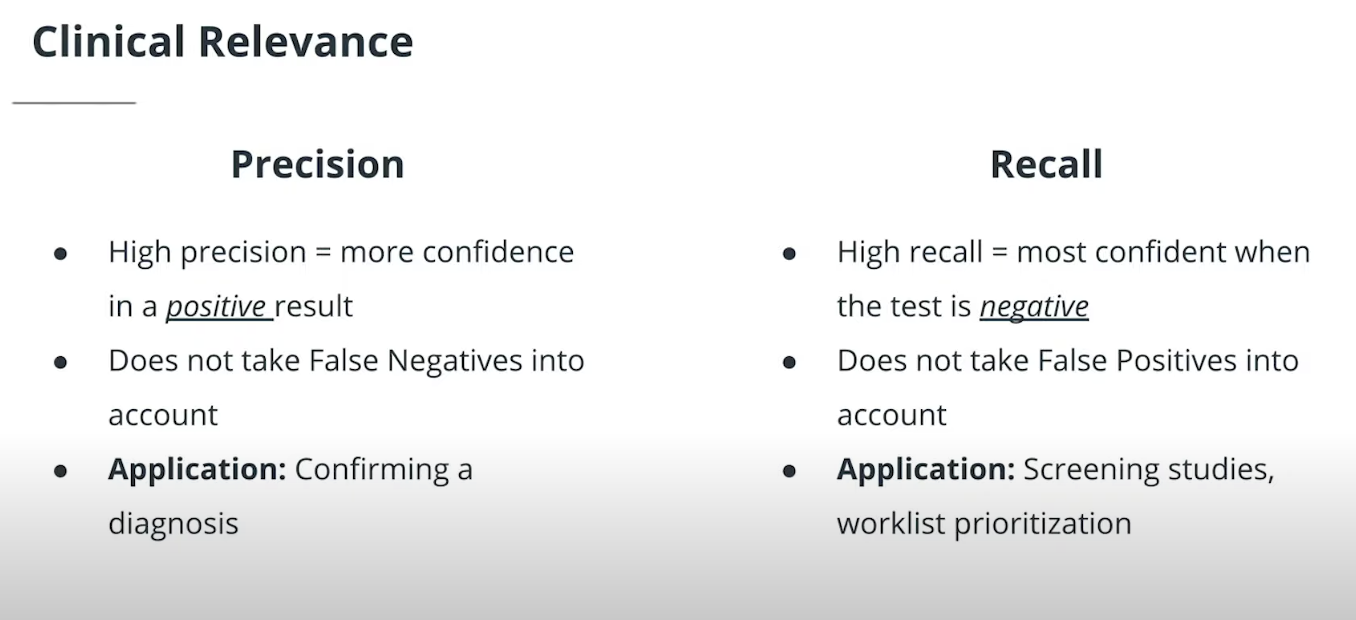 Clinical Relevance
Precision
● High precision = more confidence
in a positive result
● Does not take False Negatives into
account
● Application: Confirming a
diagnosis
Recall
● High recall = most confident when
the test is negative
● Does not take False Positives into
account
● Application: Screening studies,
worklist prioritization